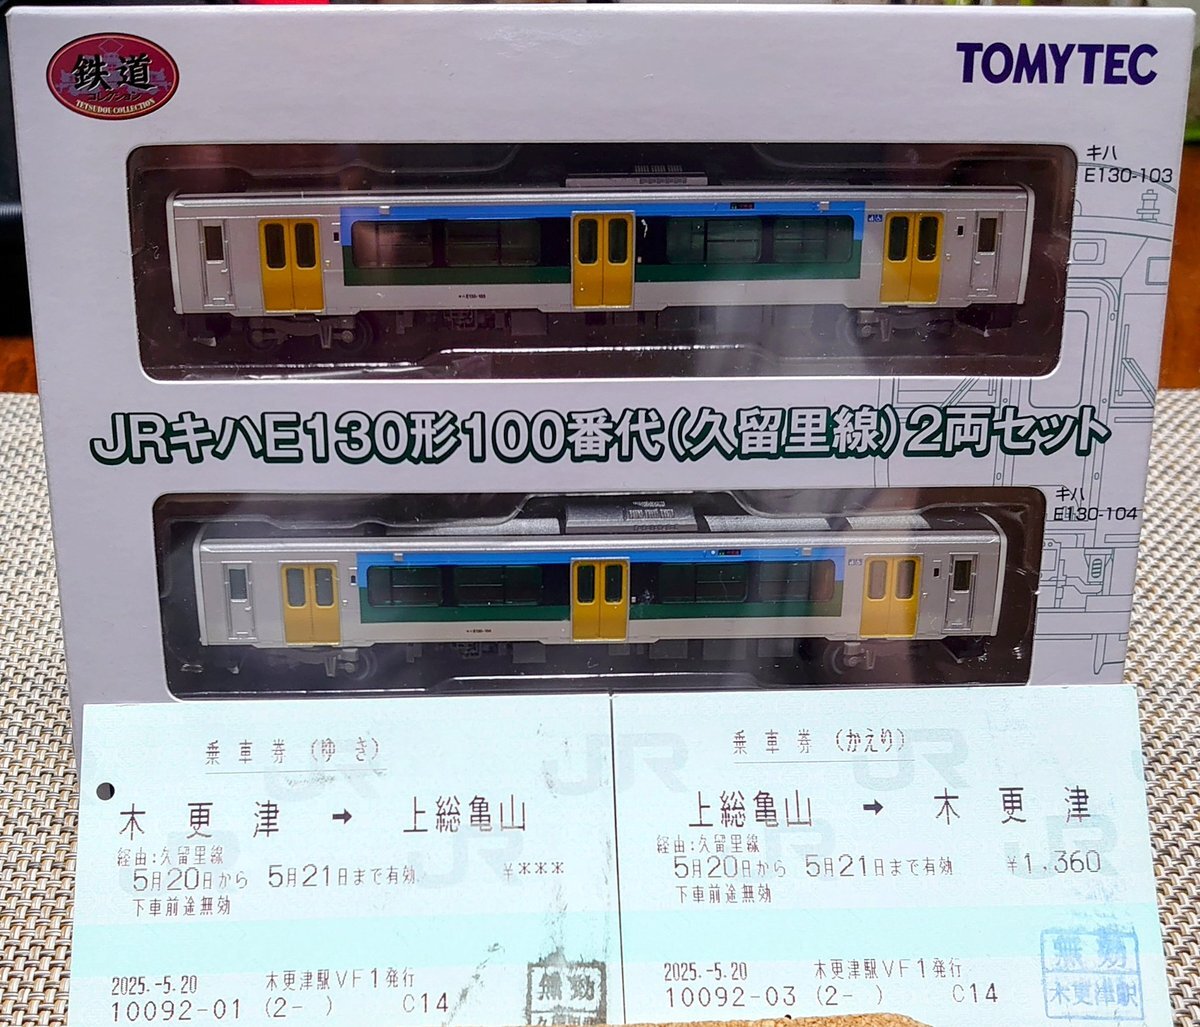 鉄道
コレクション
TETSUDOU COLLECTION
TOMYTEC
キハ
E130-103
JRキハE130形100番代(久留里線)2両セット
キハ
E130-104
乗車券(ゆき)
木更津 → 上総亀山
経由:久留里線
5月20日から 5月21日まで有効 ¥***
下車前途無効
2025.-5.20 木更津駅VF1発行
10092-01 (2- ) C14
無効
乗車券(かえり)
上総亀山 → 木更津
経由:久留里線
5月20日から 5月21日まで有効 ¥1,360
下車前途無効
2025.-5.20 木更津駅VF1発行
10092-03 (2- ) C14
無効
木更津駅